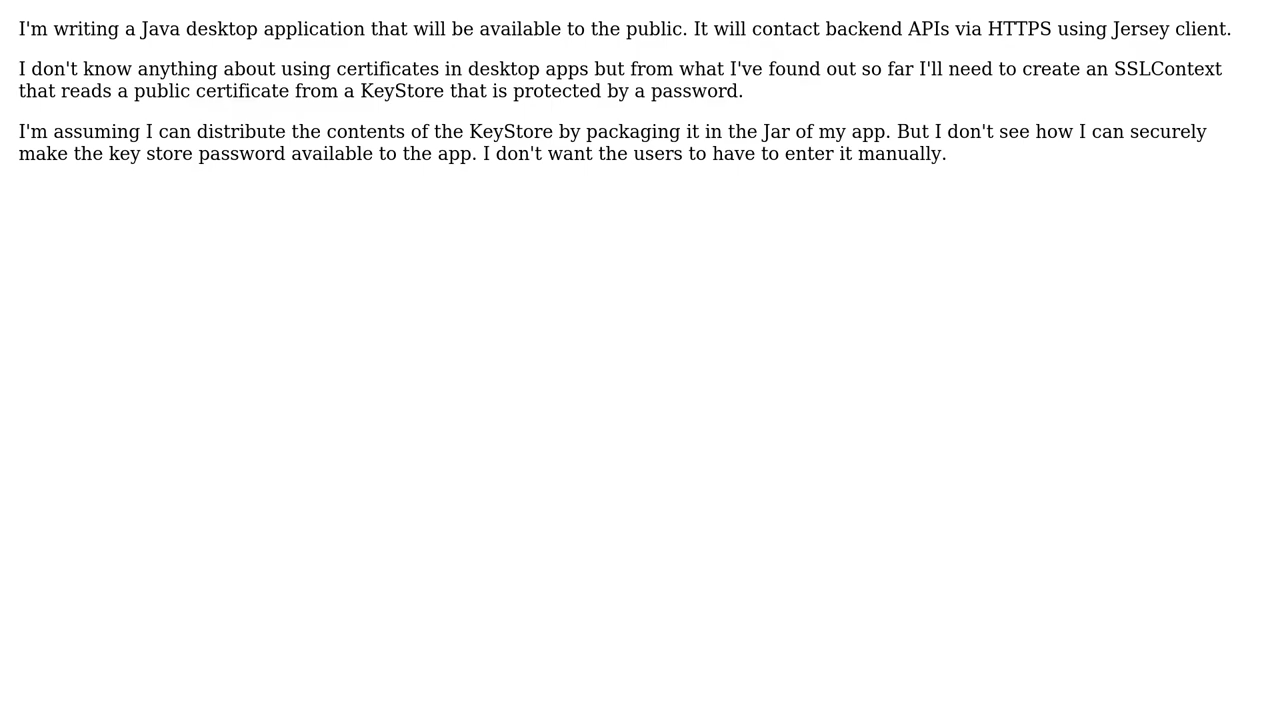 I'm writing a Java desktop application that will be available to the public. It will contact backend APIs via HTTPS using Jersey client.
I don't know anything about using certificates in desktop apps but from what I've found out so far I'll need to create an SSLContext
that reads a public certificate from a KeyStore that is protected by a password.
I'm assuming I can distribute the contents of the KeyStore by packaging it in the Jar of my app. But I don't see how I can securely
make the key store password available to the app. I don't want the users to have to enter it manually.